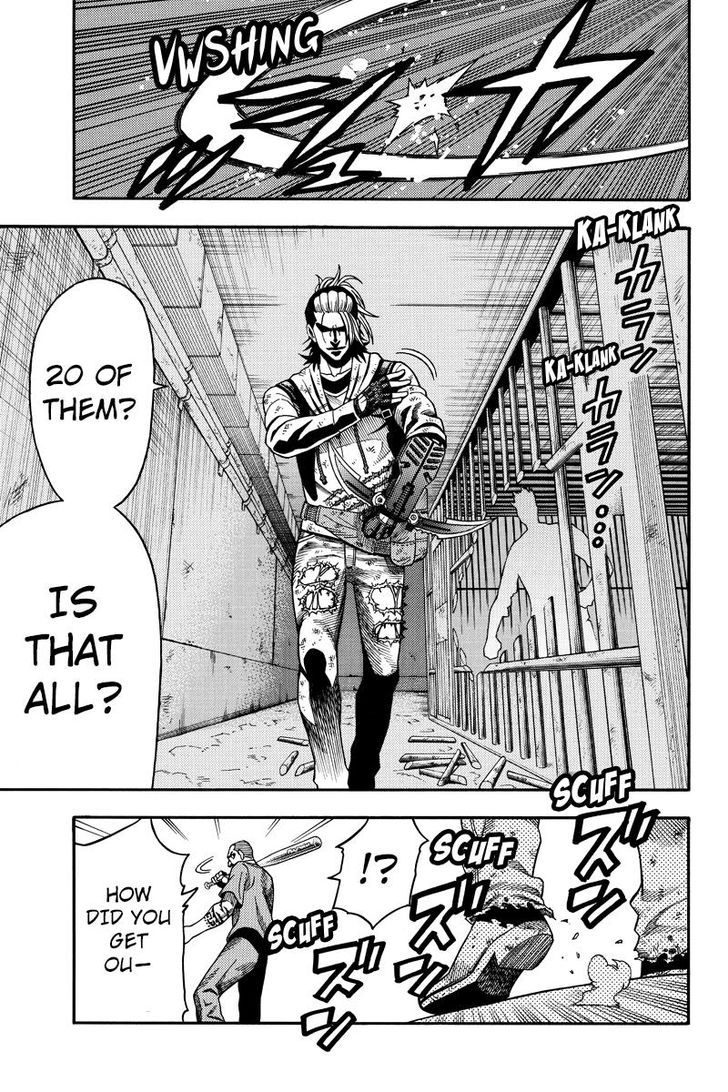 VWSHING
シュカ
KA-KLANK
カラン
KA-KLANK
カラン...
20 OF
THEM?
IS
THAT
ALL?
SCUFF
ズン
SCUFF
ズン
!?
SCUFF
ズン
HOW
DID YOU
GET
OU—